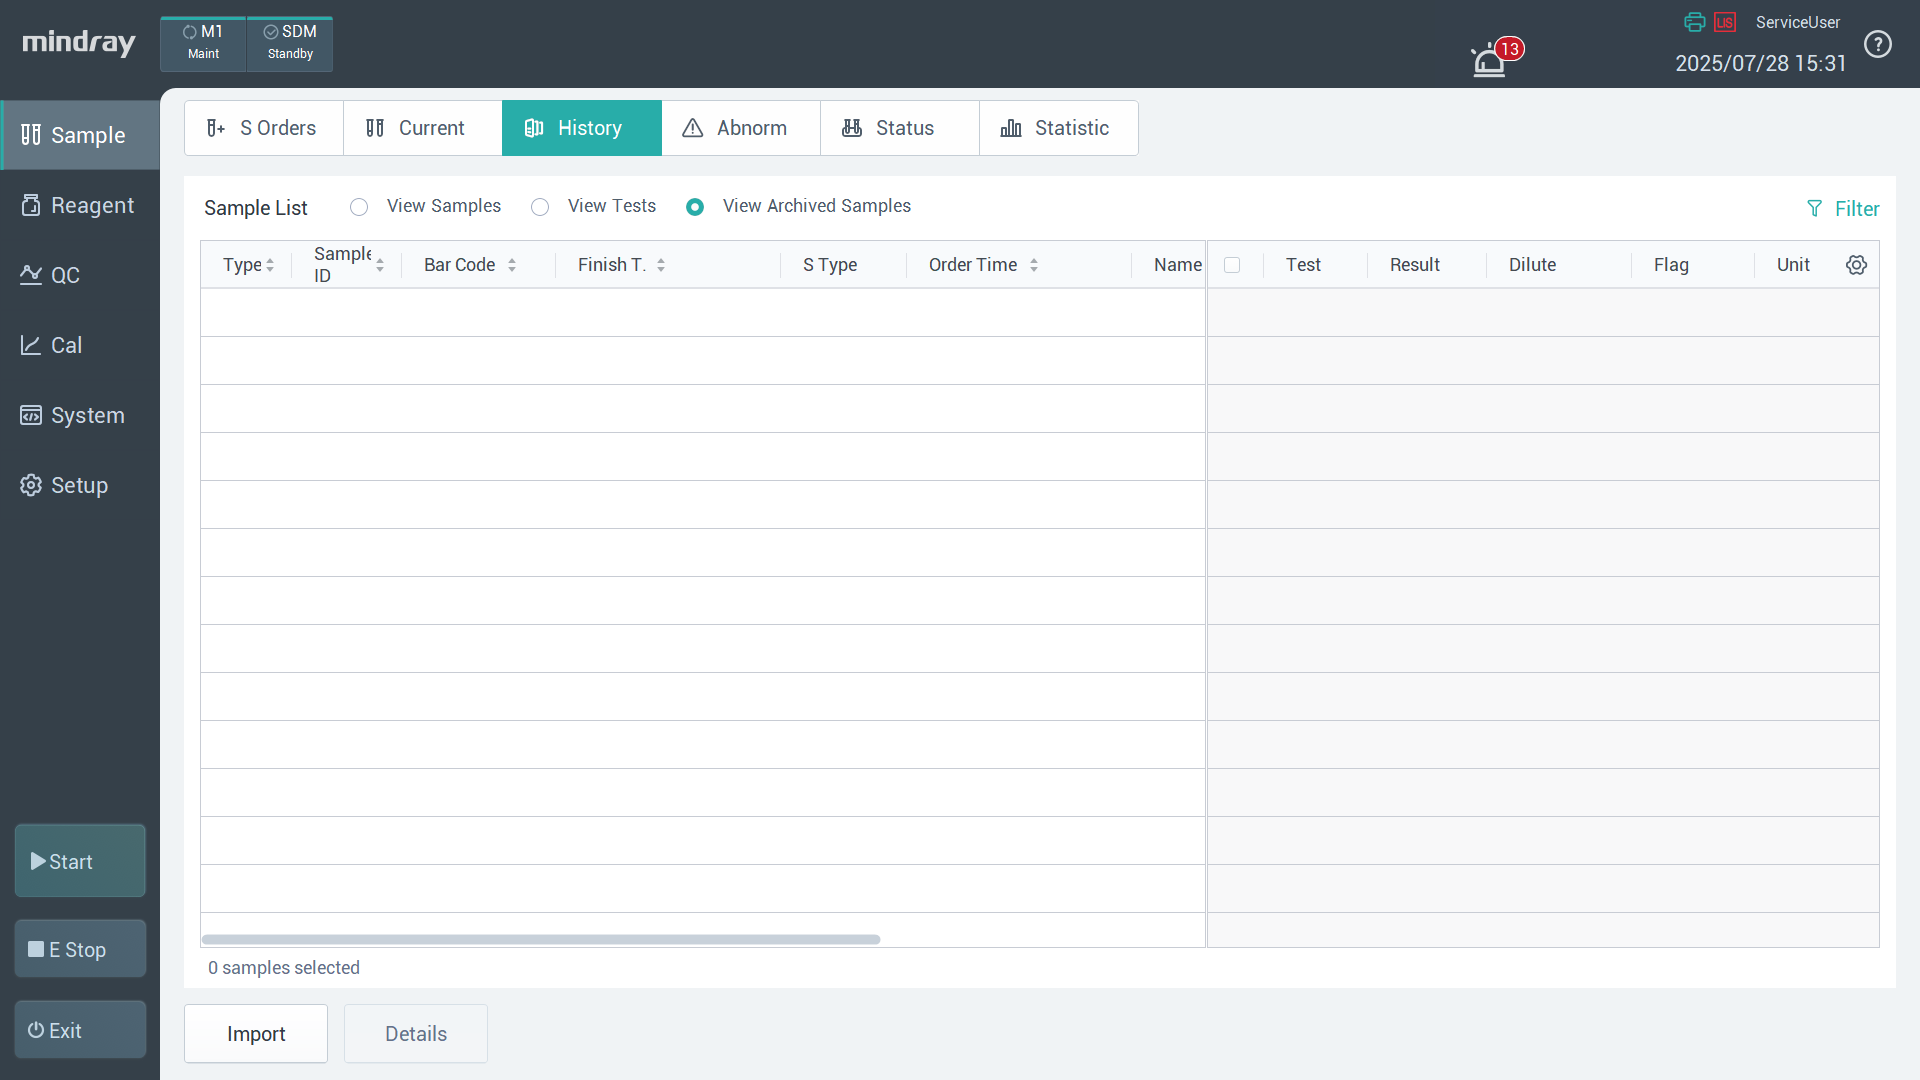 mindray
M1
Maint
SDM
Standby
13
LIS
ServiceUser
2025/07/28 15:31
?
Sample
Reagent
QC
Cal
System
Setup
Start
E Stop
Exit
S Orders
Current
History
Abnorm
Status
Statistic
Sample List
View Samples
View Tests
View Archived Samples
Filter
Type
Sample
ID
Bar Code
Finish T.
S Type
Order Time
Name
Test
Result
Dilute
Flag
Unit
0 samples selected
Import
Details